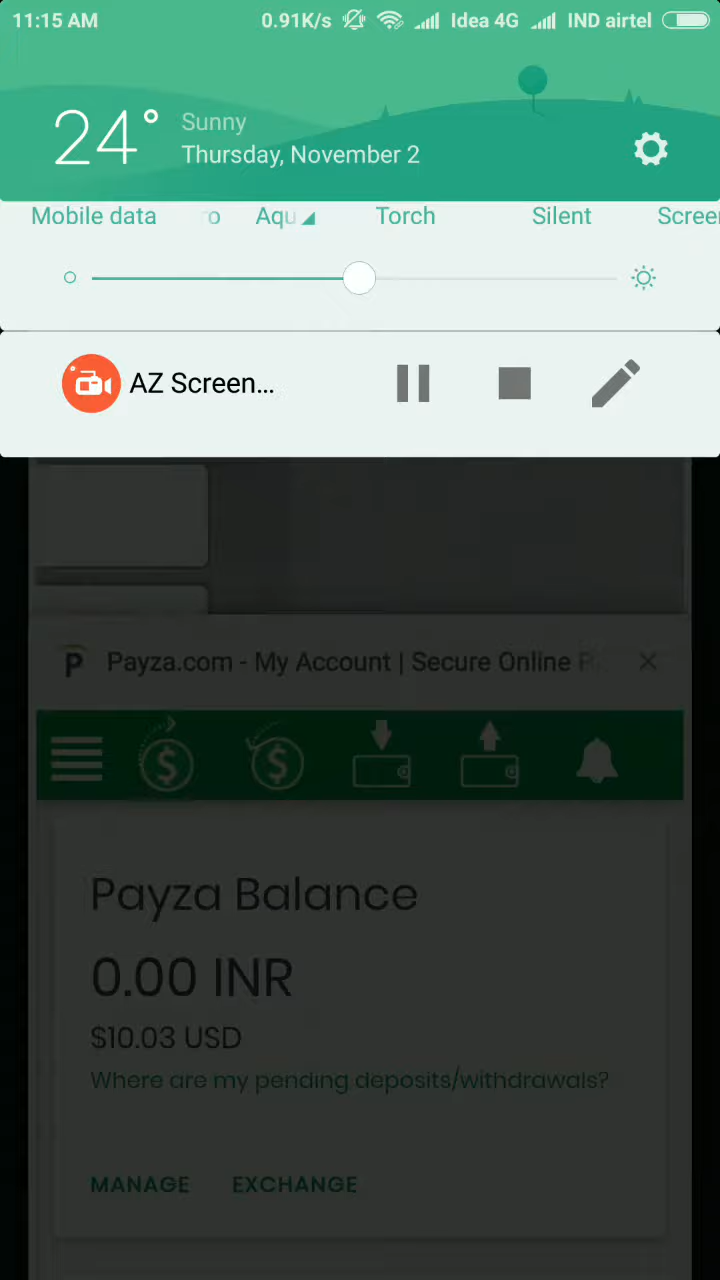 11:15 AM 0.91K/s Idea 4G IND airtel
24° Sunny
Thursday, November 2
Mobile data o Aqu Torch Silent Screen
AZ Screen...
Payza.com - My Account | Secure Online
Payza Balance
0.00 INR
$10.03 USD
Where are my pending deposits/withdrawals?
MANAGE EXCHANGE